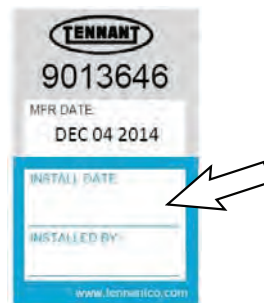 TENNANT
9013646
MFR DATE:
DEC 04 2014
INSTALL DATE:
INSTALLED BY:
www.tennantco.com